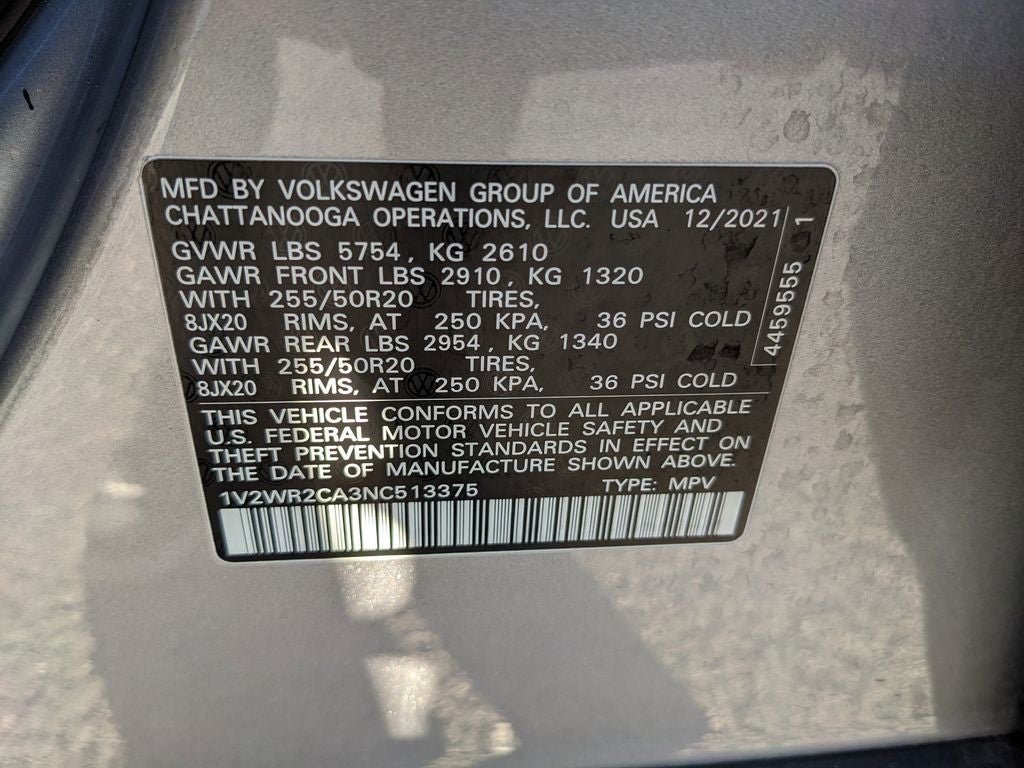 MFD BY VOLKSWAGEN GROUP OF AMERICA
CHATTANOOGA OPERATIONS, LLC. USA 12/2021
GVWR LBS 5754, KG 2610
GAWR FRONT LBS 2910, KG 1320
WITH 255/50R20 TIRES,
8JX20 RIMS, AT 250 KPA, 36 PSI COLD
GAWR REAR LBS 2954, KG 1340
WITH 255/50R20 TIRES,
8JX20 RIMS, AT 250 KPA, 36 PSI COLD
THIS VEHICLE CONFORMS TO ALL APPLICABLE
U.S. FEDERAL MOTOR VEHICLE SAFETY AND
THEFT PREVENTION STANDARDS IN EFFECT ON
THE DATE OF MANUFACTURE SHOWN ABOVE.
1V2WR2CA3NC513375 TYPE: MPV
4459555 1